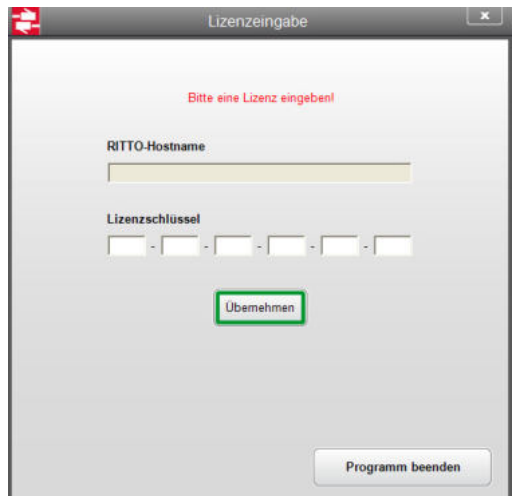 Lizenzeingabe
x
Bitte eine Lizenz eingeben!
RITTO-Hostname
Lizenzschlüssel
- - - - -
Übernehmen
Programm beenden